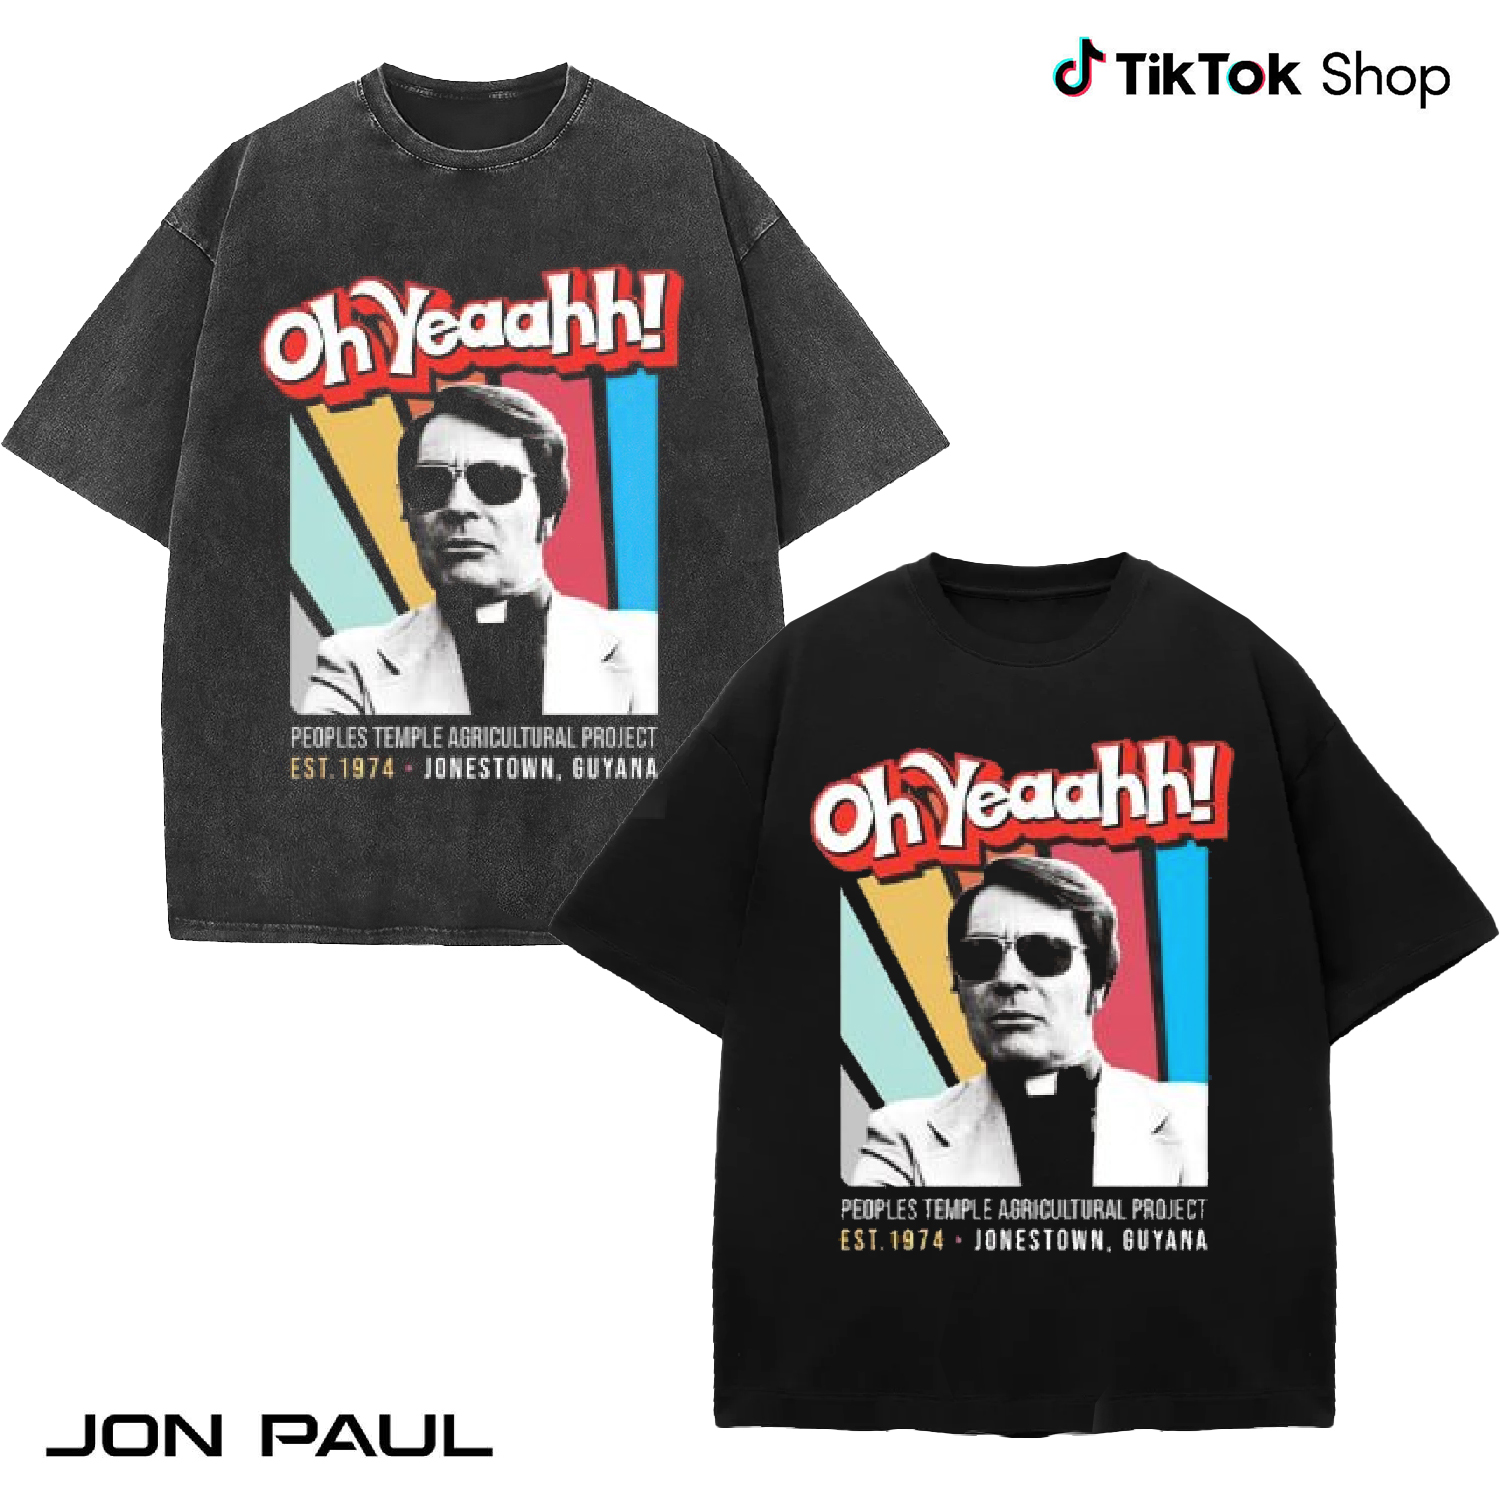 TikTok Shop
Oh Yeaahh!
PEOPLES TEMPLE AGRICULTURAL PROJECT
EST. 1974 • JONESTOWN, GUYANA
Oh Yeaahh!
PEOPLES TEMPLE AGRICULTURAL PROJECT
EST. 1974 • JONESTOWN, GUYANA
JON PAUL